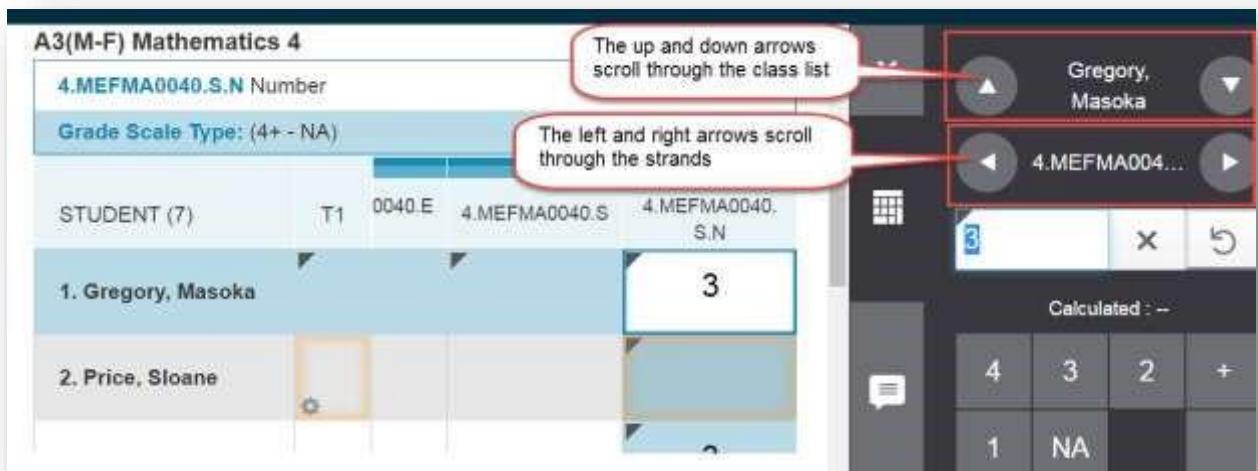 A3(M-F) Mathematics 4
4.MEFMA0040.S.N Number
Grade Scale Type: (4+ - NA)
The up and down arrows
scroll through the class list
The left and right arrows scroll
through the strands
STUDENT (7)
T1
0040.E
4.MEFMA0040.S
4.MEFMA0040.
S.N
1. Gregory, Masoka
3
2. Price, Sloane
Gregory,
Masoka
4.MEFMA004...
3
Calculated : --
4 3 2 +
1 NA